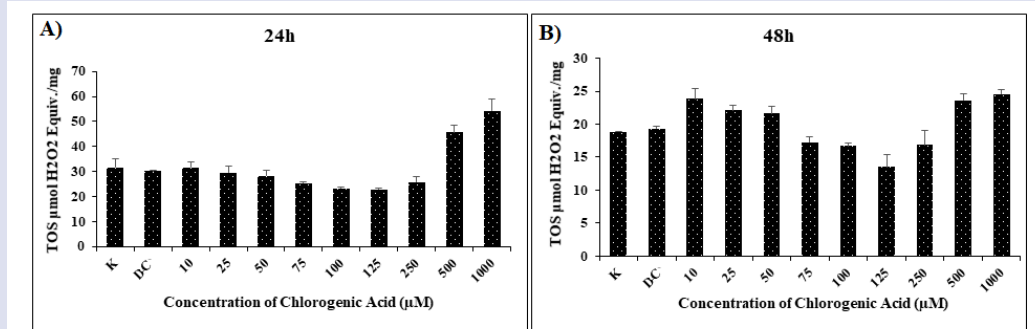 A)
24h
TOS µmol H2O2 Equiv./mg
70
60
50
40
30
20
10
0
K
DC
10
25
50
75
100
125
250
500
1000
Concentration of Chlorogenic Acid (µM)
B)
48h
TOS µmol H2O2 Equiv./mg
30
25
20
15
10
5
0
K
DC
10
25
50
75
100
125
250
500
1000
Concentration of Chlorogenic Acid (µM)